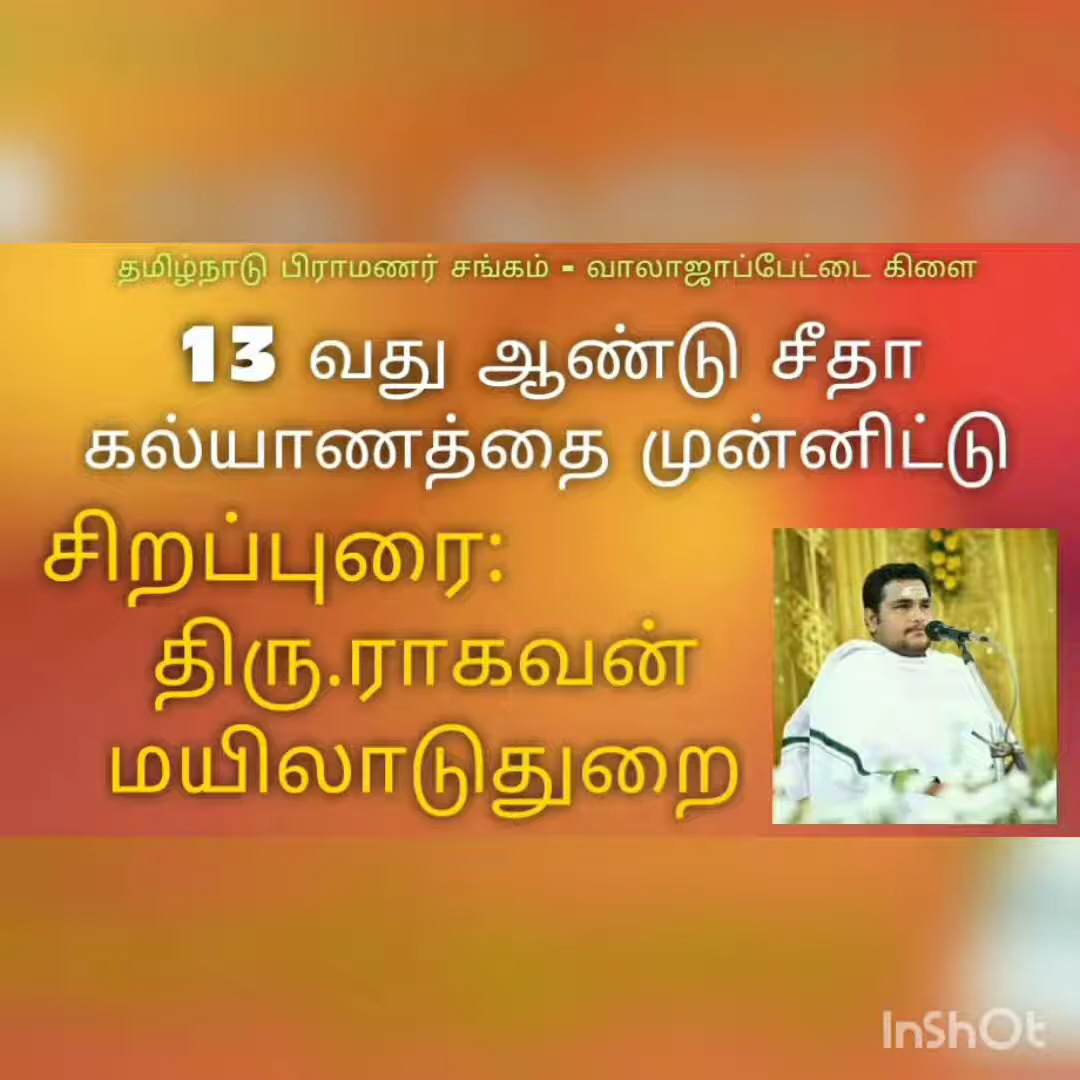 தமிழ்நாடு பிராமணர் சங்கம் - வாலாஜாப்பேட்டை கிளை
13 வது ஆண்டு சீதா
கல்யாணத்தை முன்னிட்டு
சிறப்புரை:
திரு.ராகவன்
மயிலாடுதுறை
InShOt